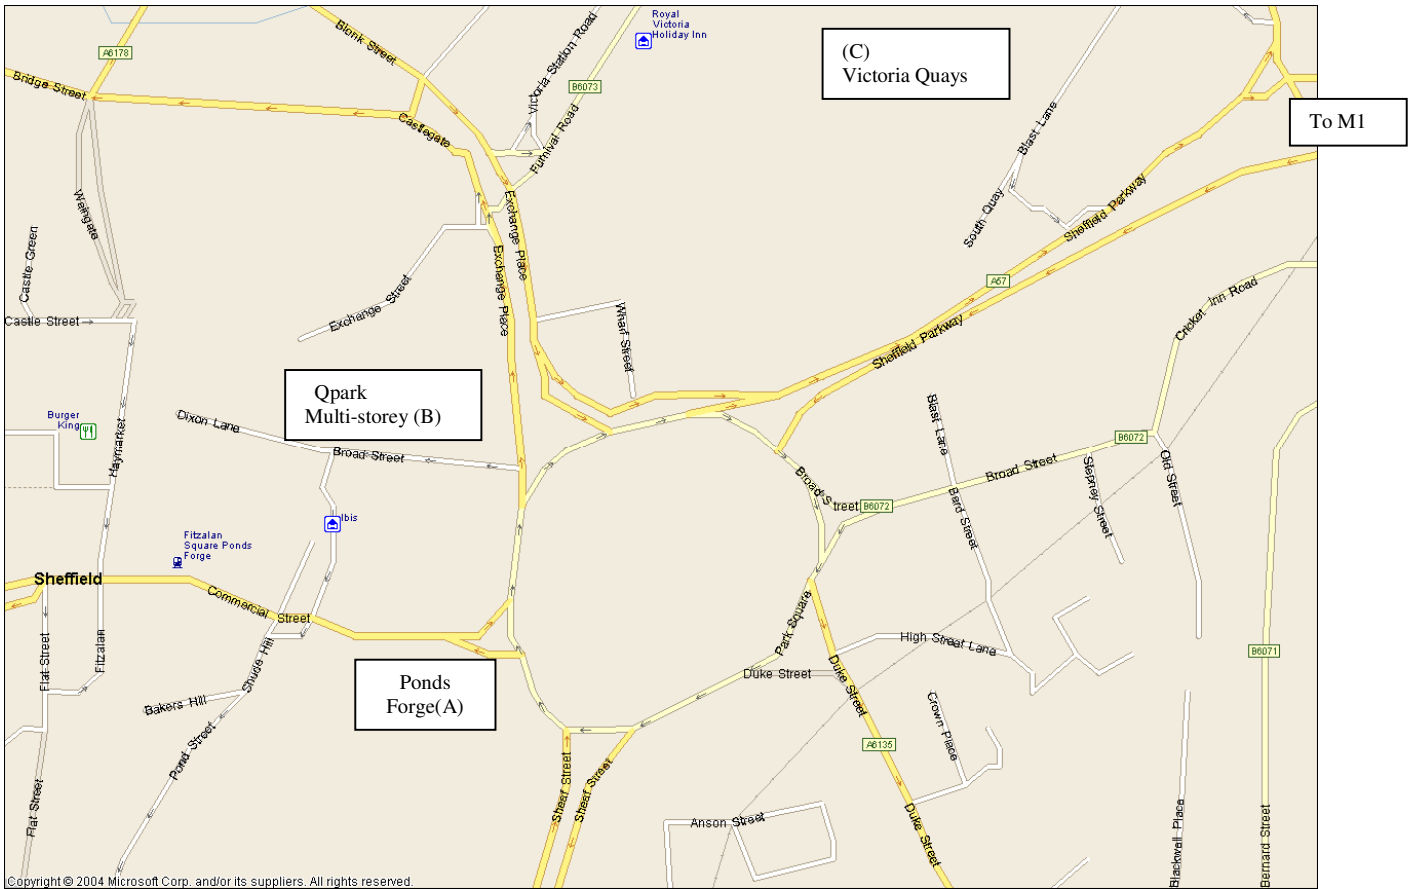 Royal
Victoria
Holiday Inn
(C)
Victoria Quays
To M1
Blonk Street
Victoria Station Road
A6178
B6073
Bridge Street
Castlegate
Furnival Road
Blast Lane
South Quay
Sheffield Parkway
Waingate
Exchange Place
Exchange Place
Castle Green
Castle Street
Exchange Street
Wharf Street
A57
Sheffield Parkway
Cricket Inn Road
Qpark
Multi-storey (B)
Burger
King
Dixon Lane
Broad Street
Haymarket
Blast Lane
B6072
Broad Street
Old Street
Stepney Street
Broad Street
B6072
Bard Street
Ibis
Fitzalan
Square Ponds
Forge
Sheffield
Commercial Street
Park Square
High Street Lane
Flat Street
Fitzalan
Shude Hill
Duke Street
Duke Street
B6071
Ponds
Forge(A)
Bakers Hill
Pond Street
Crown Place
A6135
Sheaf Street
Sheaf Street
Flat Street
Anson Street
Duke Street
Blackwell Place
Bernard Street
Copyright © 2004 Microsoft Corp. and/or its suppliers. All rights reserved.